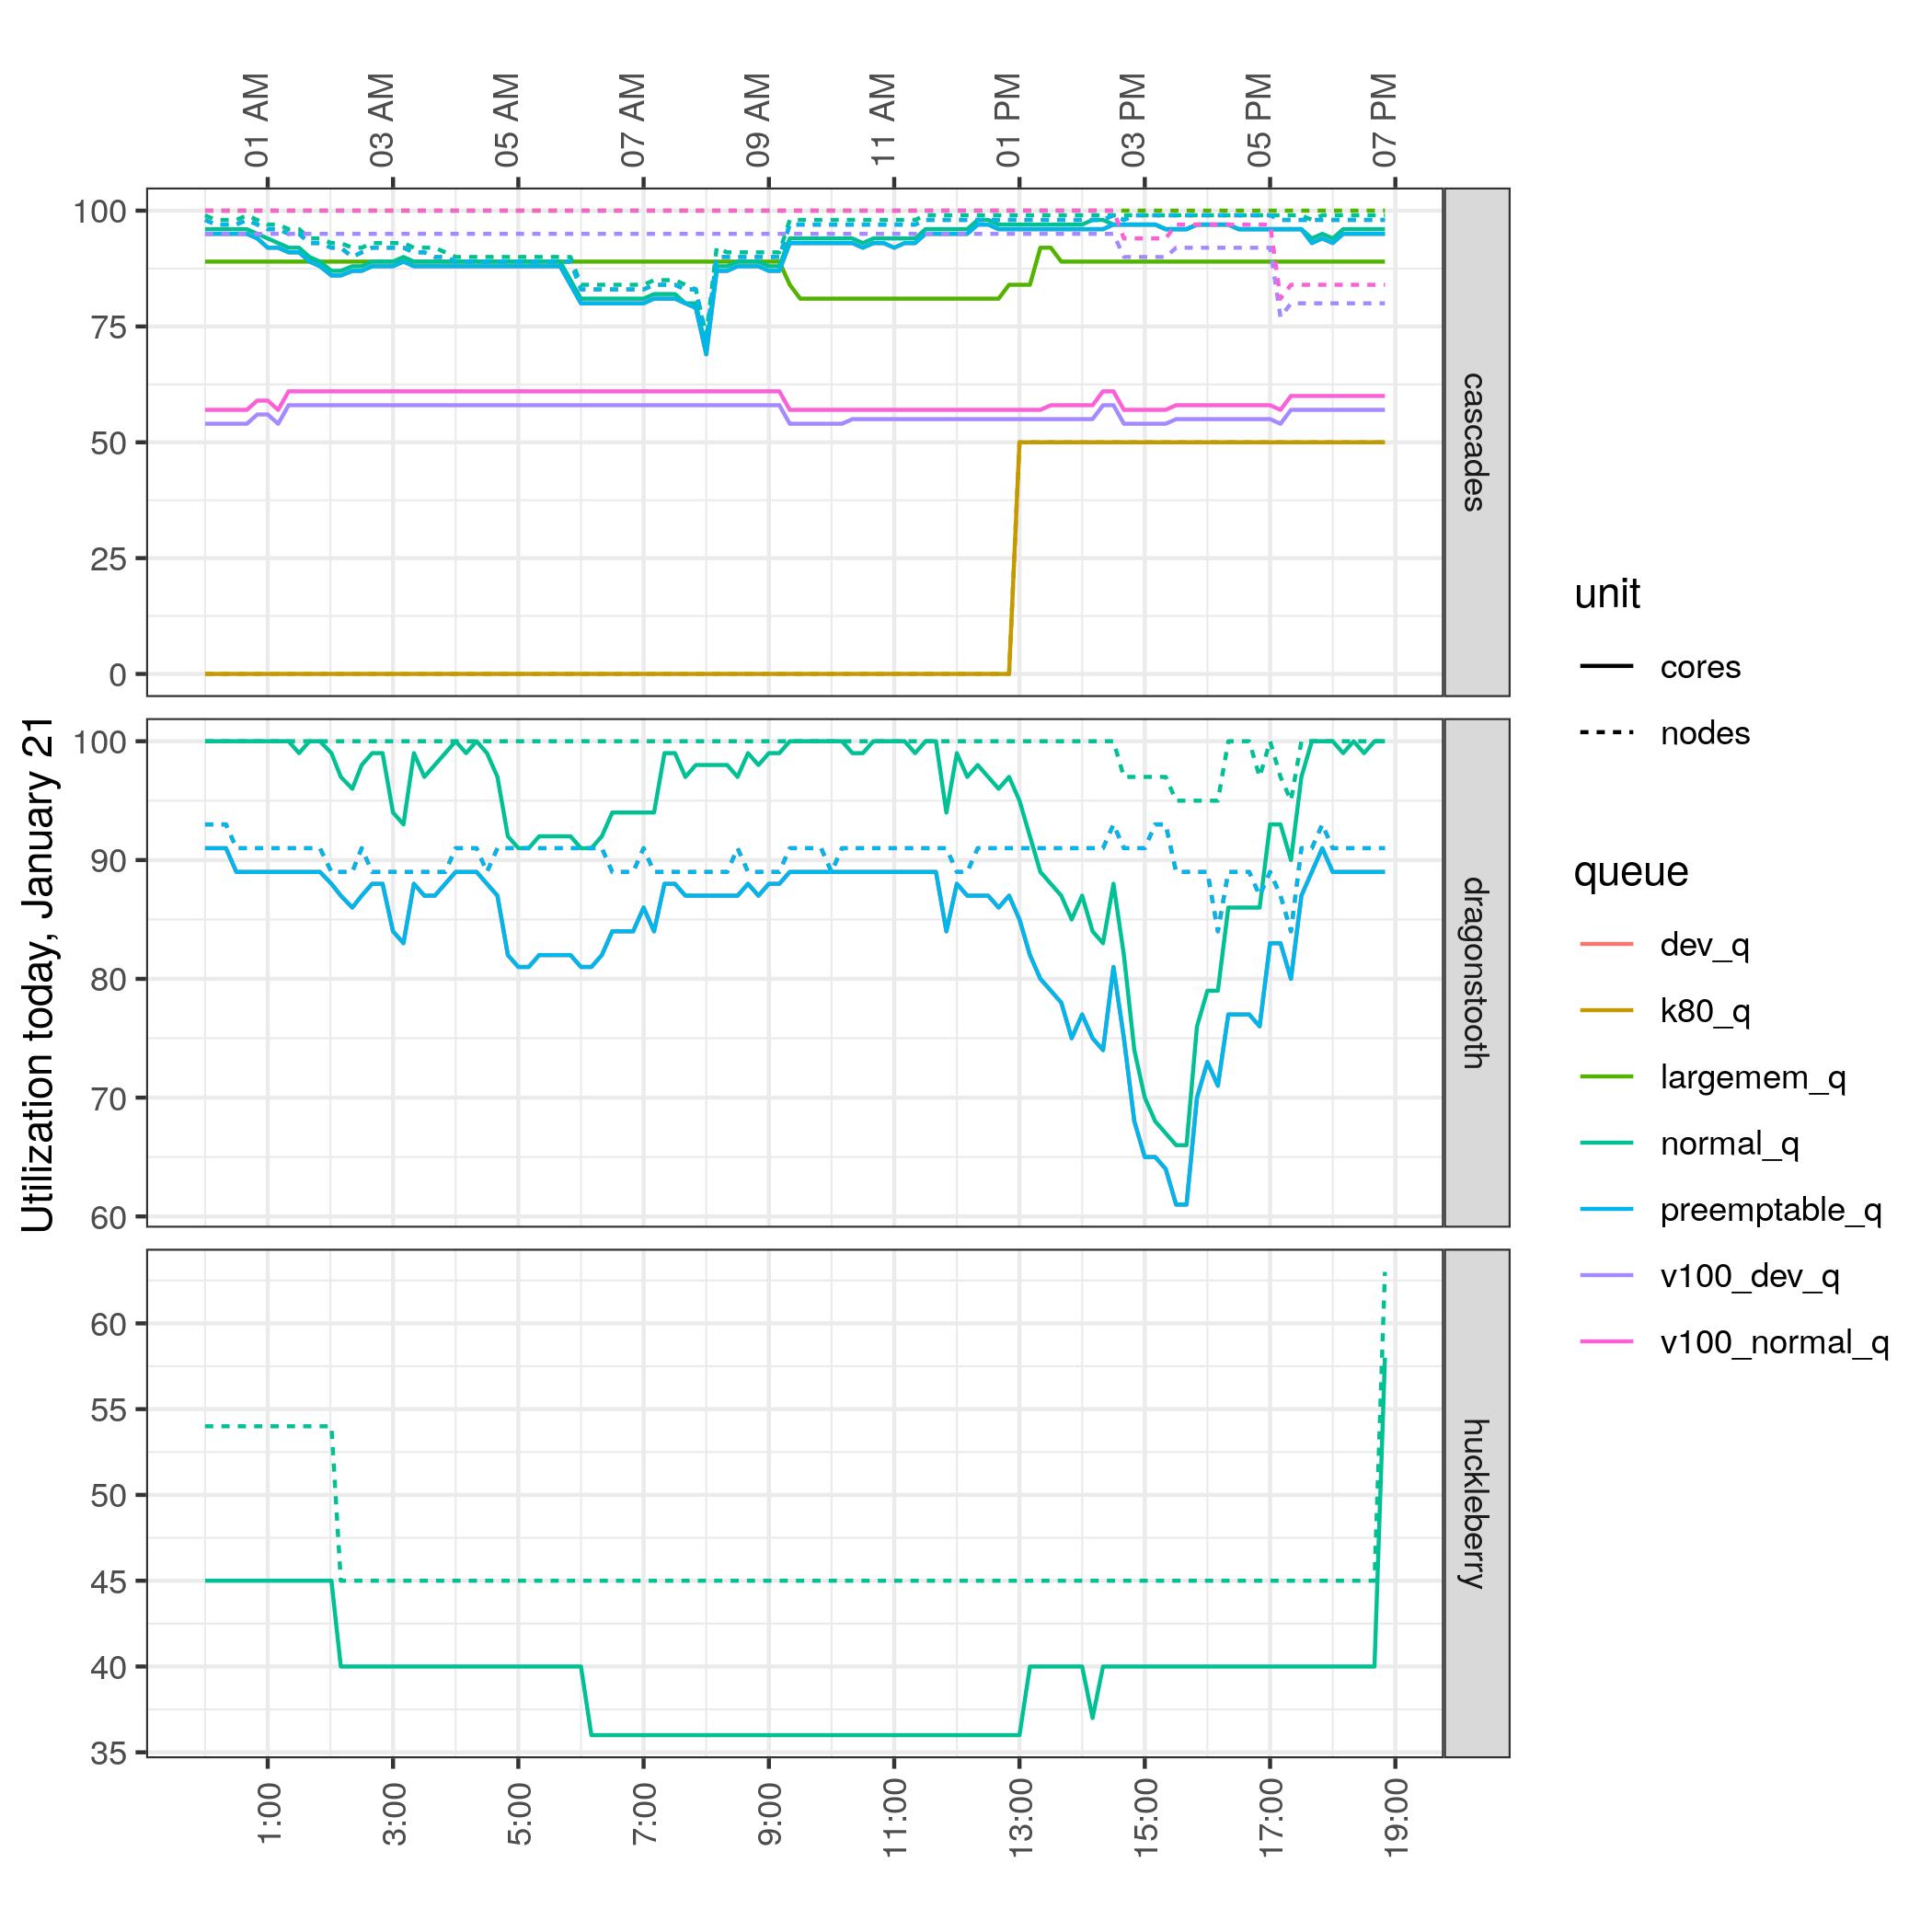 01 AM
03 AM
05 AM
07 AM
09 AM
11 AM
01 PM
03 PM
05 PM
07 PM
100
75
50
25
0
cascades
Utilization today, January 21
100
90
80
70
60
dragonstooth
60
55
50
45
40
35
huckleberry
1:00
3:00
5:00
7:00
9:00
11:00
13:00
15:00
17:00
19:00
unit
cores
nodes
queue
dev_q
k80_q
largemem_q
normal_q
preemptable_q
v100_dev_q
v100_normal_q